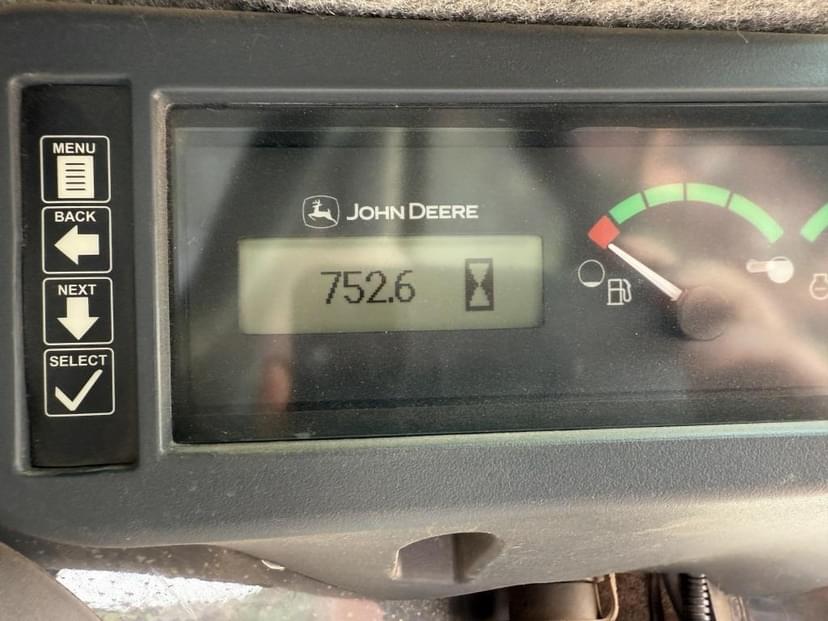 MENU
BACK
NEXT
SELECT
JOHN DEERE
752.6